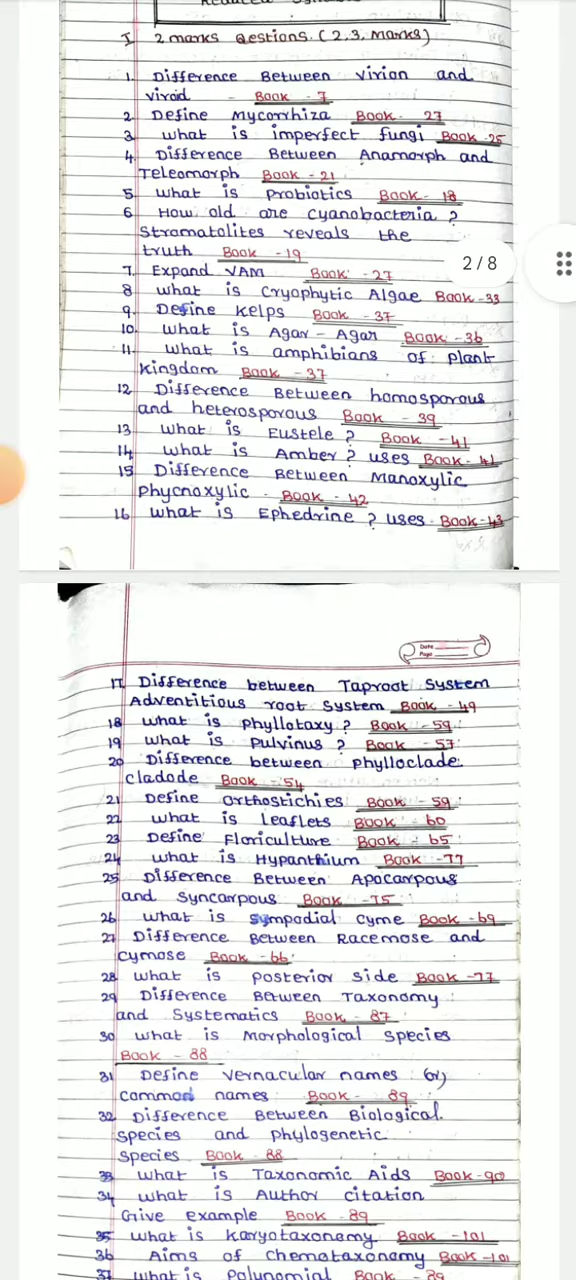 I 2 marks Qestions. (2,3, Marks)
1. Difference Between virion and
viroid - Book - 7
2. Define Mycorrhiza Book - 27
3 what is imperfect fungi Book - 25
4. Difference Between Anamorph and
Teleomorph Book - 21
5. what is Probiotics Book - 18
6 How old are cyanobacteria ?
stromatolites reveals the
truth Book - 19
2/8
7. Expand VAM Book - 27
8 what is Cryophytic Algae Book - 33
9. Define Kelps Book - 37
10. what is Agar - Agar Book - 36
11. what is amphibians of plant
kingdom Book - 37
12 Difference Between homosporous
and heterosporous Book - 39
13 what is Eustele ? Book - 41
14 what is Amber ? uses Book - 41
15 Difference Between Manoxylic
Phycnoxylic - Book - 42
16 what is Ephedrine ? uses. Book - 43
Date
Page
17. Difference between Taproot System
Adventitious root System Book - 49
18 what is phyllotaxy ? Book - 59
19 what is Pulvinus ? Book - 57
20 Difference between phylloclade
cladode Book - 54
21 Define Orthostichies Book - 59
22 what is Leaflets Book - 60
23 Define Floriculture Book - 65
24 what is Hypanthium Book - 77
25 Difference Between Apocarpous
and Syncarpous Book - 75
26 what is sympodial cyme Book - 69
27 Difference Between Racemose and
cymose Book - 66
28 what is posterior side Book - 77
29 Difference Between Taxonomy
and Systematics Book - 87
30 what is Morphological species
Book - 88
31 Define vernacular names (or)
common names Book - 89
32 Difference Between Biological
species and Phylogenetic
species Book - 88
33 what is Taxonomic Aids Book - 90
34 what is Author citation
Give example Book - 89
35 what is Karyotaxonomy Book - 101
36 Aims of chemotaxonomy Book - 101
37 what is Polynomial Book - 89